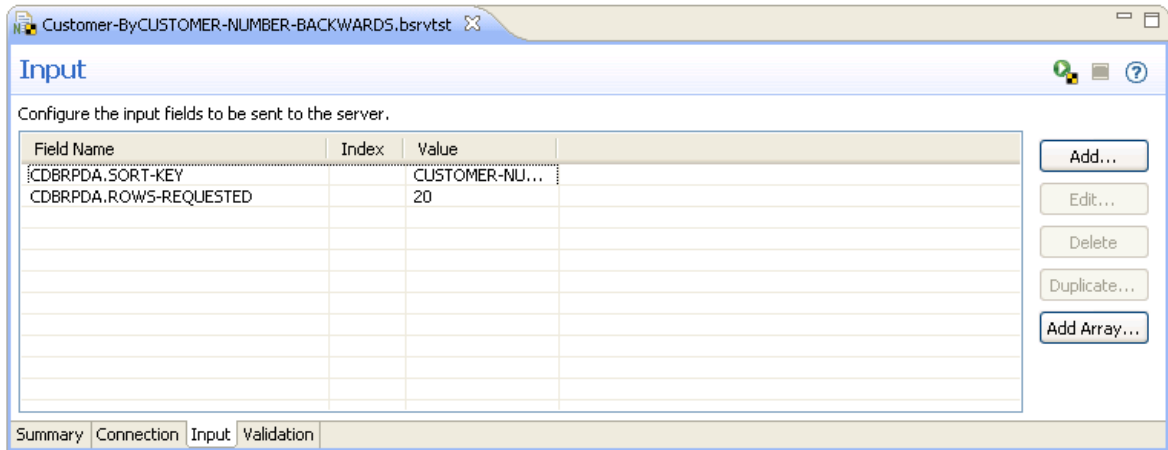 Customer-ByCUSTOMER-NUMBER-BACKWARDS.bsrvtst
Input
Configure the input fields to be sent to the server.
Field Name Index Value
CDBRPDA.SORT-KEY CUSTOMER-NU...
CDBRPDA.ROWS-REQUESTED 20
Add...
Edit...
Delete
Duplicate...
Add Array...
Summary Connection Input Validation